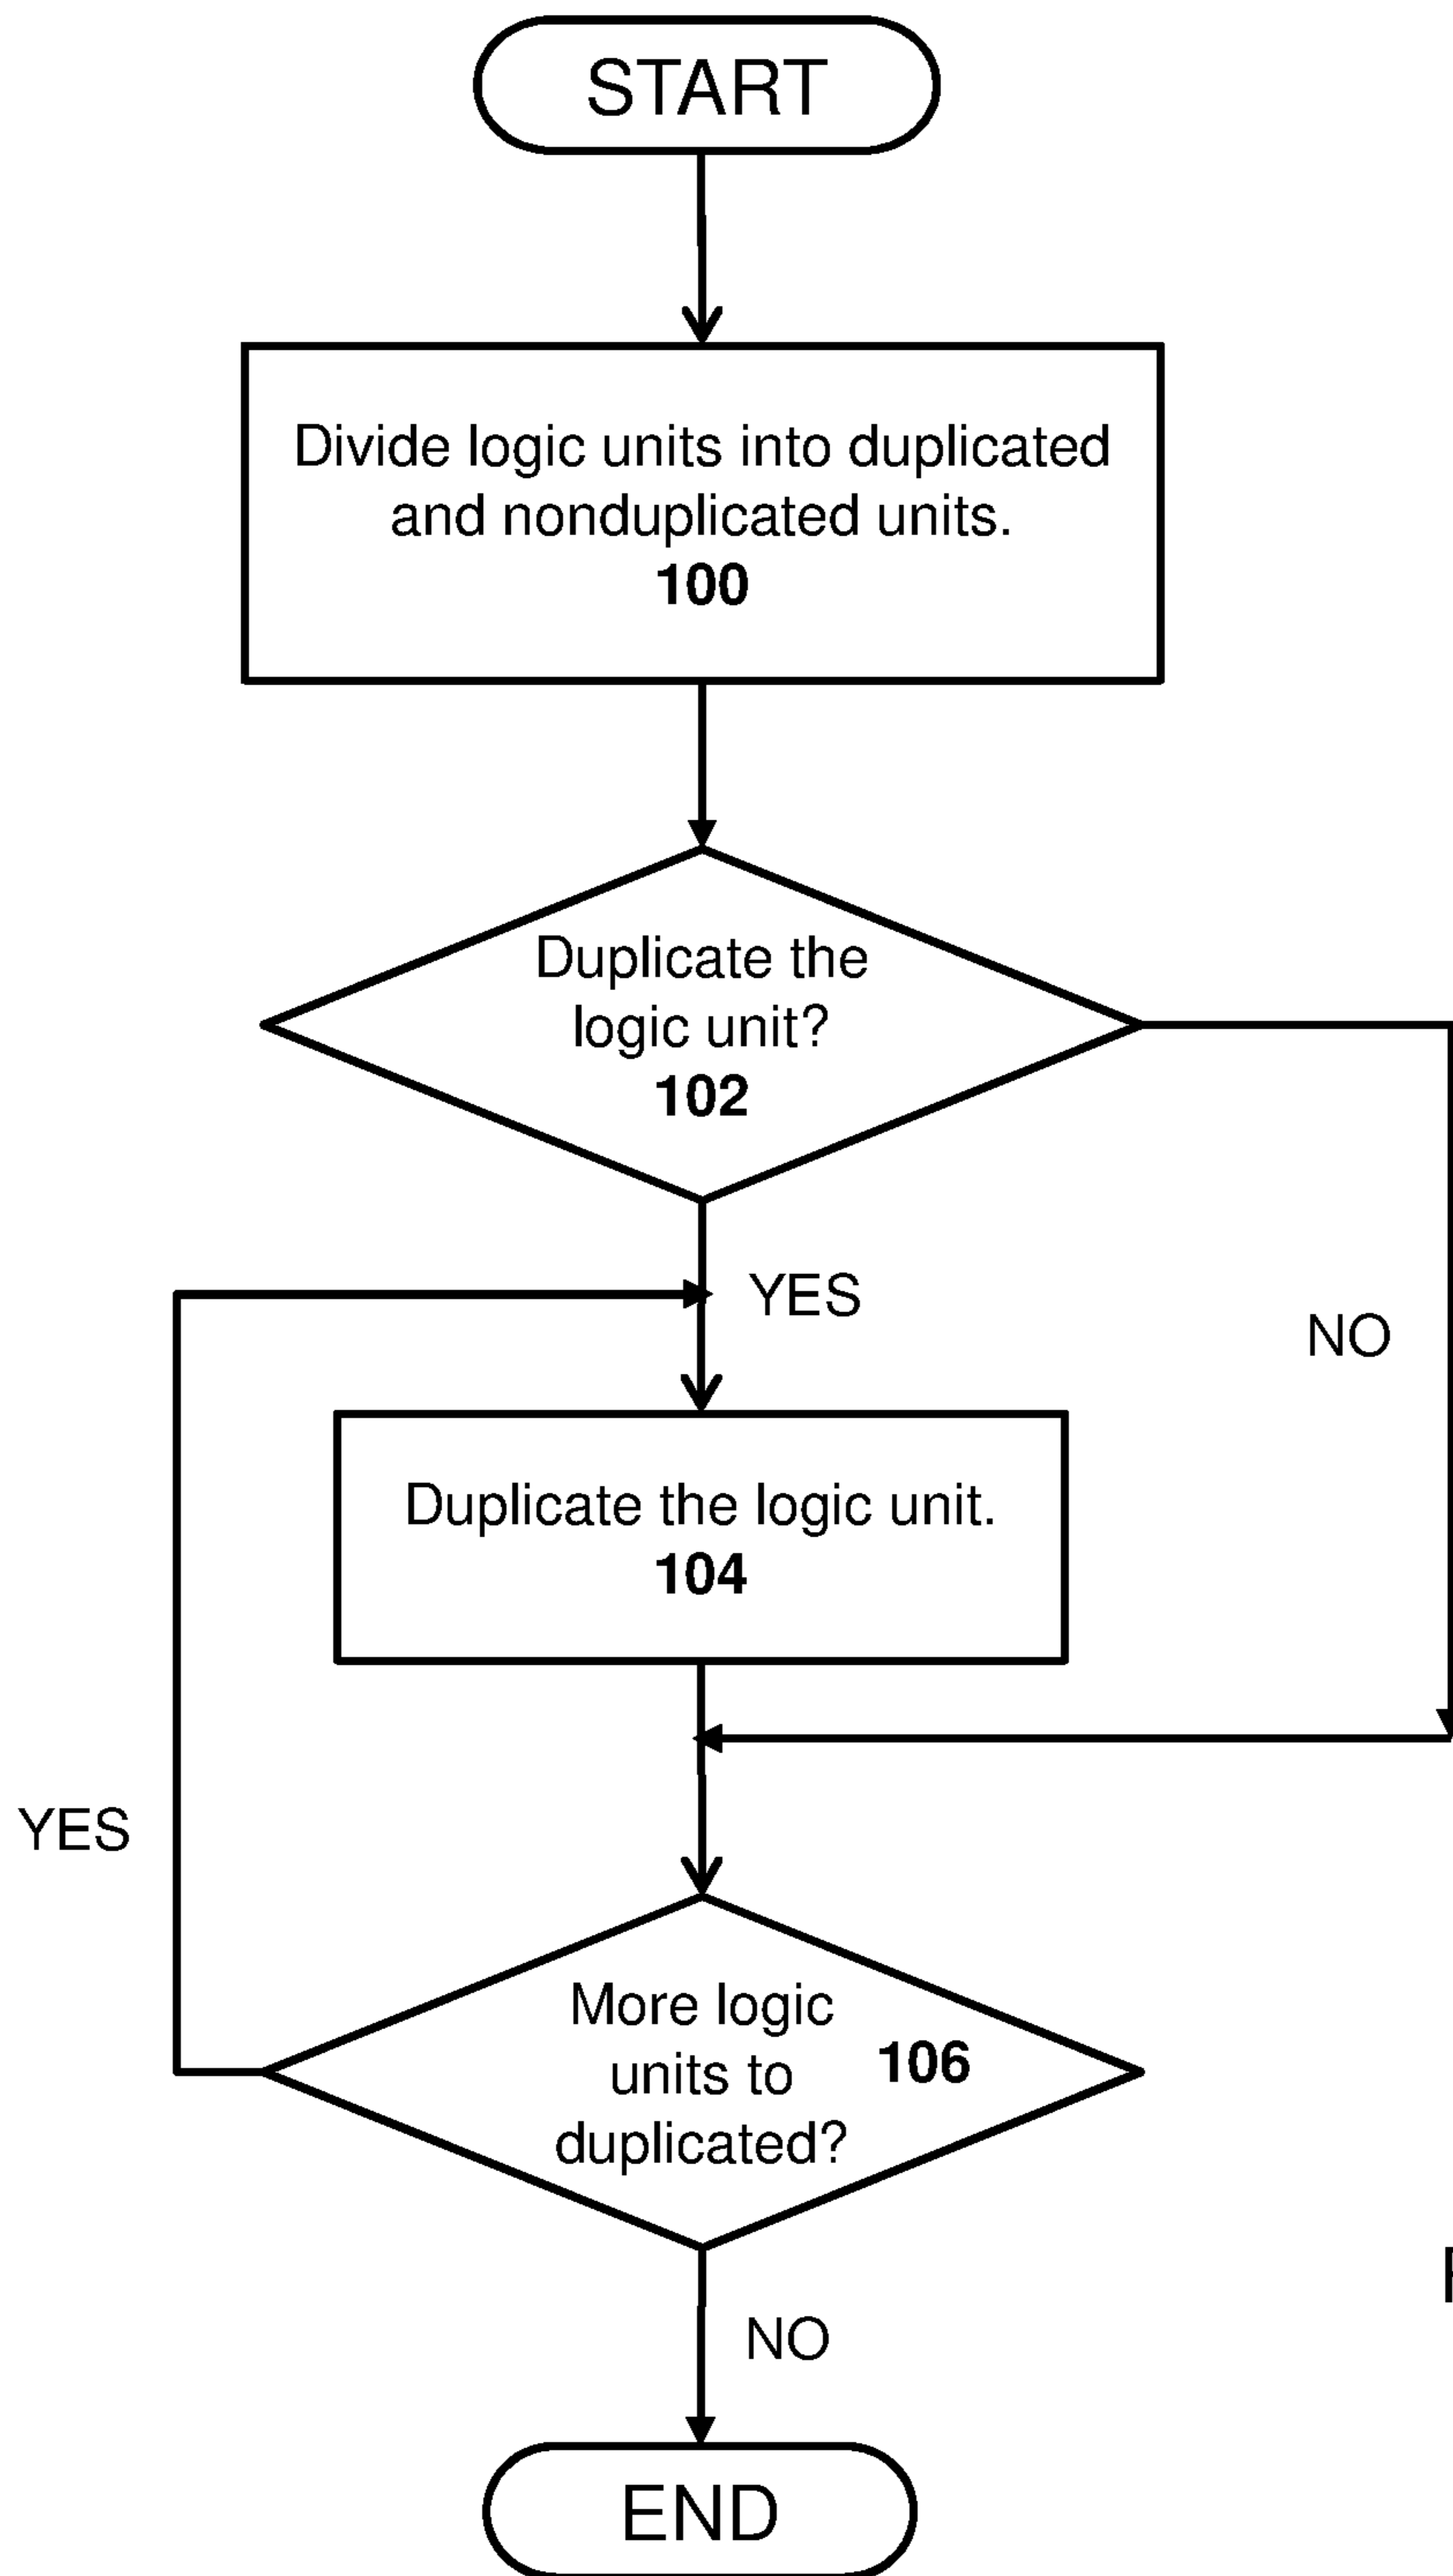 START
Divide logic units into duplicated
and nonduplicated units.
100
Duplicate the
logic unit?
102
YES
NO
Duplicate the logic unit.
104
YES
More logic
units to
duplicated?
106
NO
END